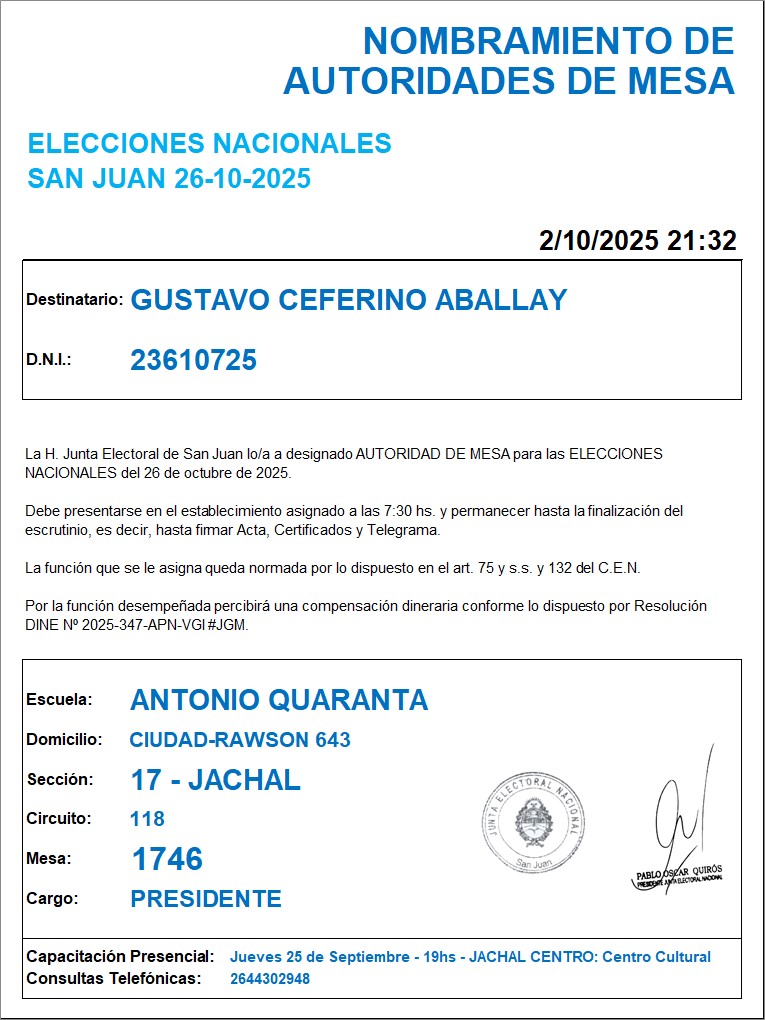 NOMBRAMIENTO DE
AUTORIDADES DE MESA
ELECCIONES NACIONALES
SAN JUAN 26-10-2025
2/10/2025 21:32
Destinatario: GUSTAVO CEFERINO ABALLAY
D.N.I.: 23610725
La H. Junta Electoral de San Juan lo/a a designado AUTORIDAD DE MESA para las ELECCIONES
NACIONALES del 26 de octubre de 2025.
Debe presentarse en el establecimiento asignado a las 7:30 hs. y permanecer hasta la finalización del
escrutinio, es decir, hasta firmar Acta, Certificados y Telegrama.
La función que se le asigna queda normada por lo dispuesto en el art. 75 y s.s. y 132 del C.E.N.
Por la función desempeñada percibirá una compensación dineraria conforme lo dispuesto por Resolución
DINE Nº 2025-347-APN-VGI#JGM.
Escuela: ANTONIO QUARANTA
Domicilio: CIUDAD-RAWSON 643
Sección: 17 - JACHAL
Circuito: 118
Mesa: 1746
Cargo: PRESIDENTE
JUNTA ELECTORAL NACIONAL
San Juan
PABLO OSCAR QUIRÓS
PRESIDENTE JUNTA ELECTORAL NACIONAL
Capacitación Presencial: Jueves 25 de Septiembre - 19hs - JACHAL CENTRO: Centro Cultural
Consultas Telefónicas: 2644302948